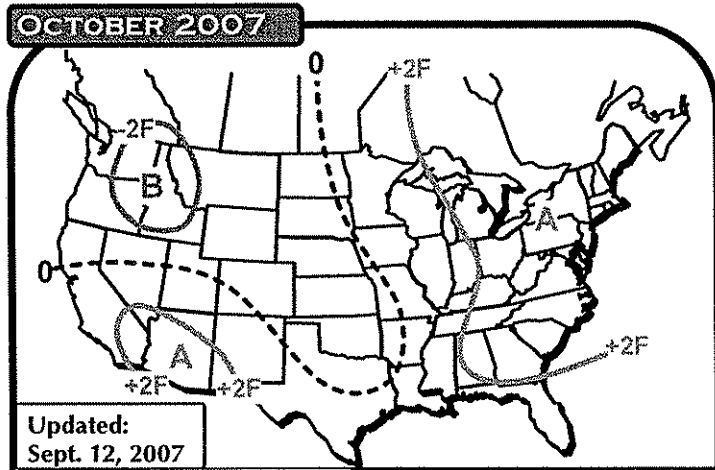 OCTOBER 2007
0
+2F
-2F
B
A
0
A
+2F
+2F
+2F
Updated:
Sept. 12, 2007